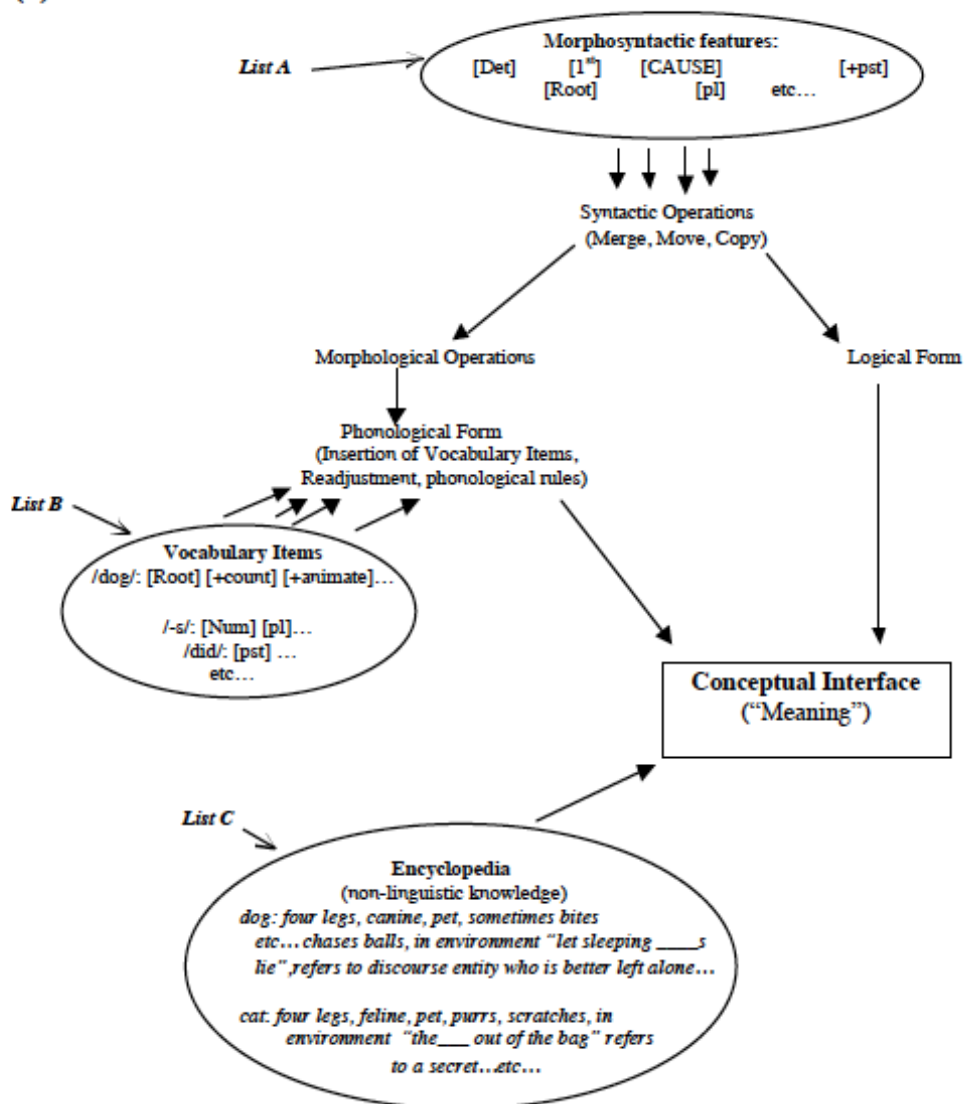 Morphosyntactic features:
List A
[Det] [1st] [CAUSE] [+pst]
[Root] [pl] etc…
Syntactic Operations
(Merge, Move, Copy)
Morphological Operations
Logical Form
Phonological Form
(Insertion of Vocabulary Items,
Readjustment, phonological rules)
List B
Vocabulary Items
/dog/: [Root] [+count] [+animate]…
/-s/: [Num] [pl]…
/did/: [pst] …
etc…
Conceptual Interface
(“Meaning”)
List C
Encyclopedia
(non-linguistic knowledge)
dog: four legs, canine, pet, sometimes bites
etc… chases balls, in environment “let sleeping ____s
lie”,refers to discourse entity who is better left alone…
cat: four legs, feline, pet, purrs, scratches, in
environment “the___ out of the bag” refers
to a secret…etc…